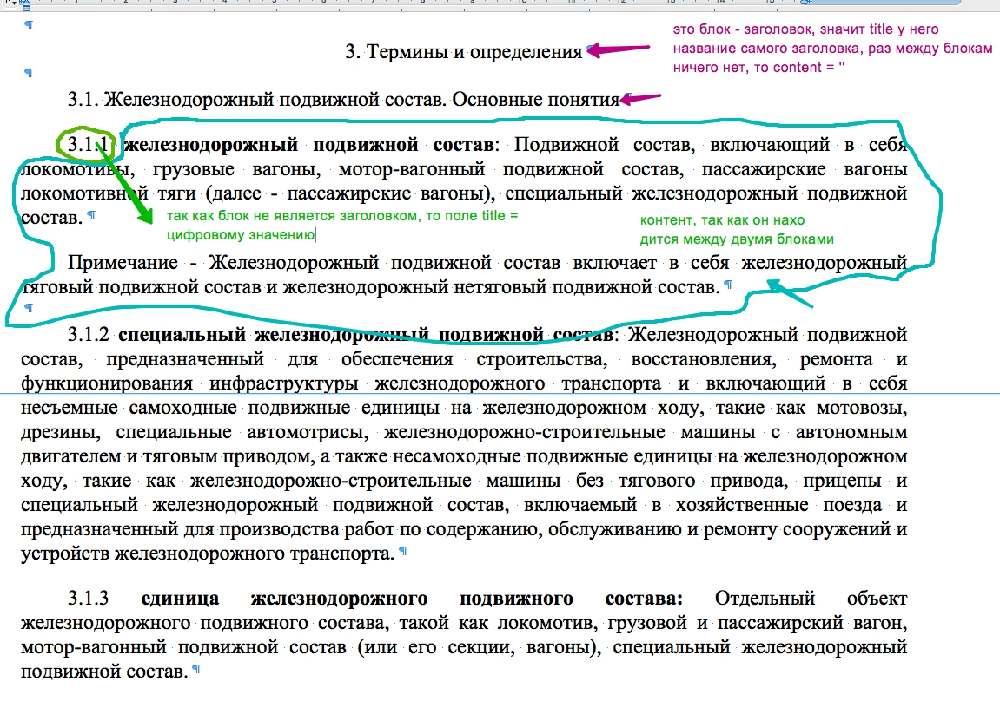 это блок - заголовок, значит title у него
название самого заголовка, раз между блокам
ничего нет, то content = ''
3. Термины и определения
3.1. Железнодорожный подвижной состав. Основные понятия
3.1.1 железнодорожный подвижной состав: Подвижной состав, включающий в себя
локомотивы, грузовые вагоны, мотор-вагонный подвижной состав, пассажирские вагоны
локомотивной тяги (далее - пассажирские вагоны), специальный железнодорожный подвижной
состав.
так как блок не является заголовком, то поле title =
цифровому значению
контент, так как он нахо
дится между двумя блоками
Примечание - Железнодорожный подвижной состав включает в себя железнодорожный
тяговый подвижной состав и железнодорожный нетяговый подвижной состав.
3.1.2 специальный железнодорожный подвижной состав: Железнодорожный подвижной
состав, предназначенный для обеспечения строительства, восстановления, ремонта и
функционирования инфраструктуры железнодорожного транспорта и включающий в себя
несъемные самоходные подвижные единицы на железнодорожном ходу, такие как мотовозы,
дрезины, специальные автомотрисы, железнодорожно-строительные машины с автономным
двигателем и тяговым приводом, а также несамоходные подвижные единицы на железнодорожном
ходу, такие как железнодорожно-строительные машины без тягового привода, прицепы и
специальный железнодорожный подвижной состав, включаемый в хозяйственные поезда и
предназначенный для производства работ по содержанию, обслуживанию и ремонту сооружений и
устройств железнодорожного транспорта.
3.1.3 единица железнодорожного подвижного состава: Отдельный объект
железнодорожного подвижного состава, такой как локомотив, грузовой и пассажирский вагон,
мотор-вагонный подвижной состав (или его секции, вагоны), специальный железнодорожный
подвижной состав.